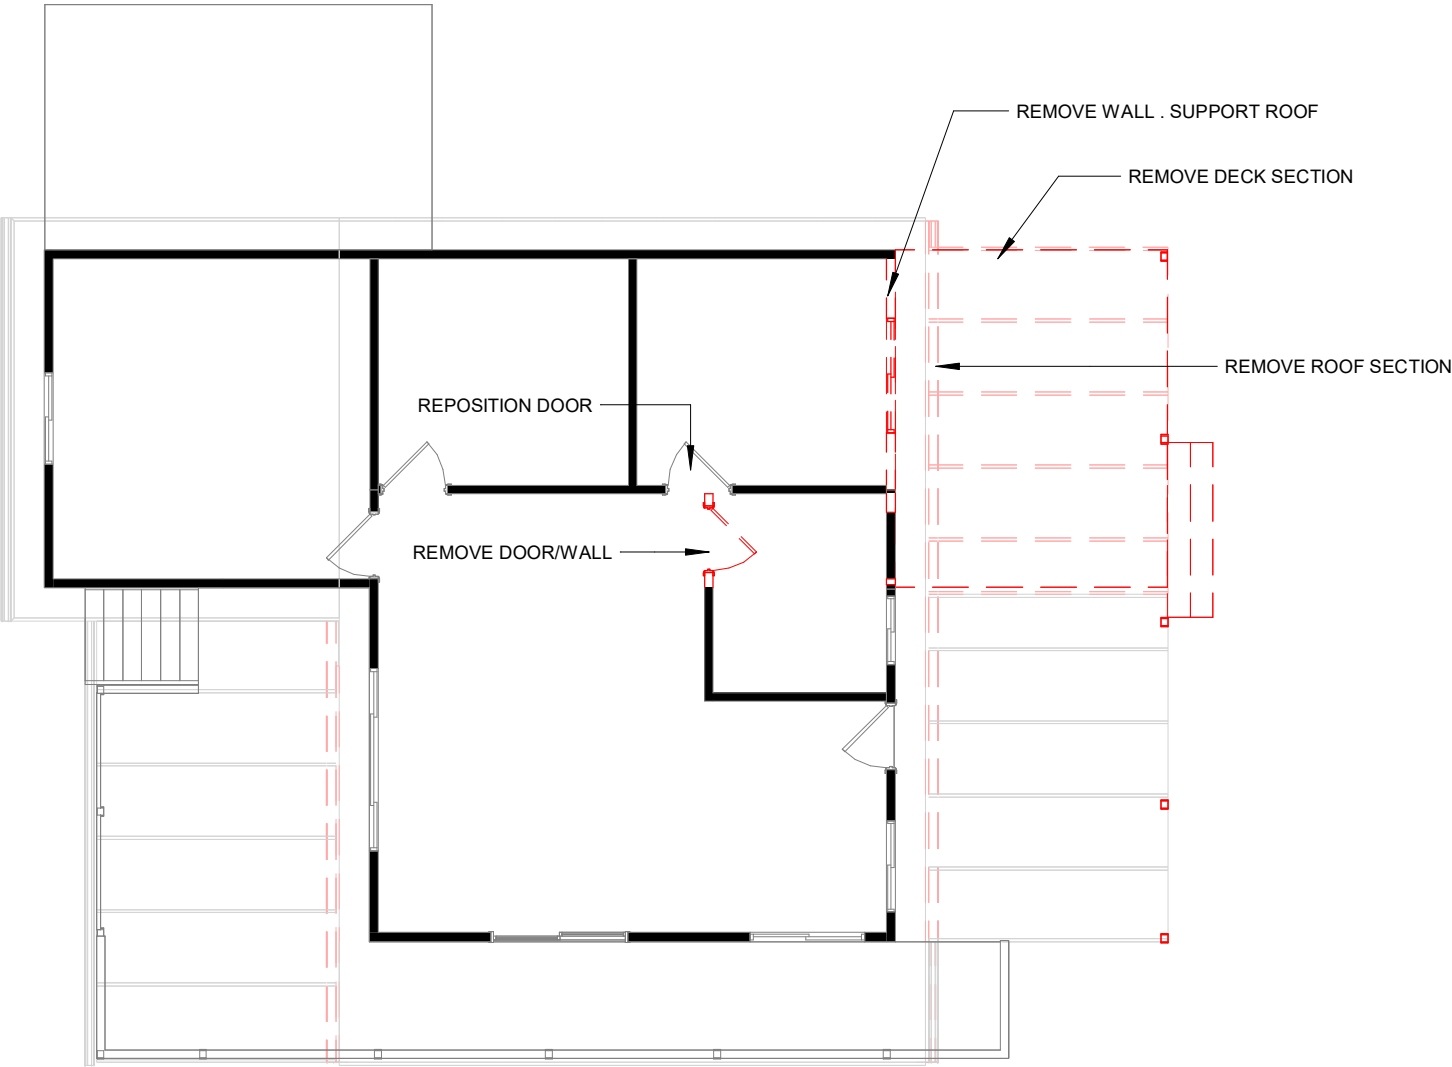 REMOVE WALL . SUPPORT ROOF
REMOVE DECK SECTION
REMOVE ROOF SECTION
REPOSITION DOOR
REMOVE DOOR/WALL